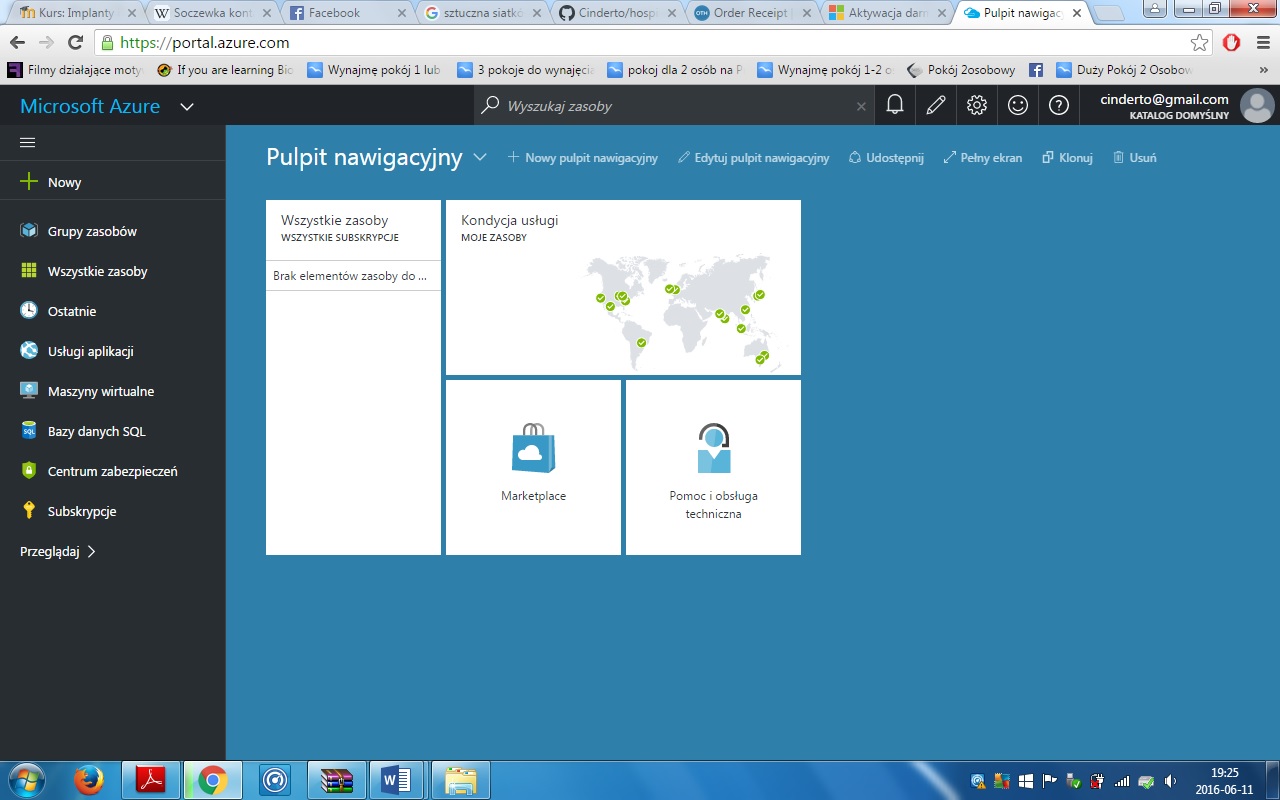 Kurs: Implanty
Soczewka kont
Facebook
sztuczna siatkó
Cinderto/hospi
Order Receipt
Aktywacja darm
Pulpit nawigac
https://portal.azure.com
Filmy działające moty
If you are learning Bio
Wynajmę pokój 1 lub
3 pokoje do wynajęcia
pokoj dla 2 osób na P
Wynajmę pokój 1-2 o
Pokój 2osobowy
Duży Pokój 2 Osobow
»
Microsoft Azure
Wyszukaj zasoby
cinderto@gmail.com
KATALOG DOMYŚLNY
Pulpit nawigacyjny
Nowy pulpit nawigacyjny
Edytuj pulpit nawigacyjny
Udostępnij
Pełny ekran
Klonuj
Usuń
Nowy
Grupy zasobów
Wszystkie zasoby
Ostatnie
Usługi aplikacji
Maszyny wirtualne
Bazy danych SQL
Centrum zabezpieczeń
Subskrypcje
Przeglądaj
Wszystkie zasoby
WSZYSTKIE SUBSKRYPCJE
Brak elementów zasoby do ...
Kondycja usługi
MOJE ZASOBY
Marketplace
Pomoc i obsługa
techniczna
19:25
2016-06-11